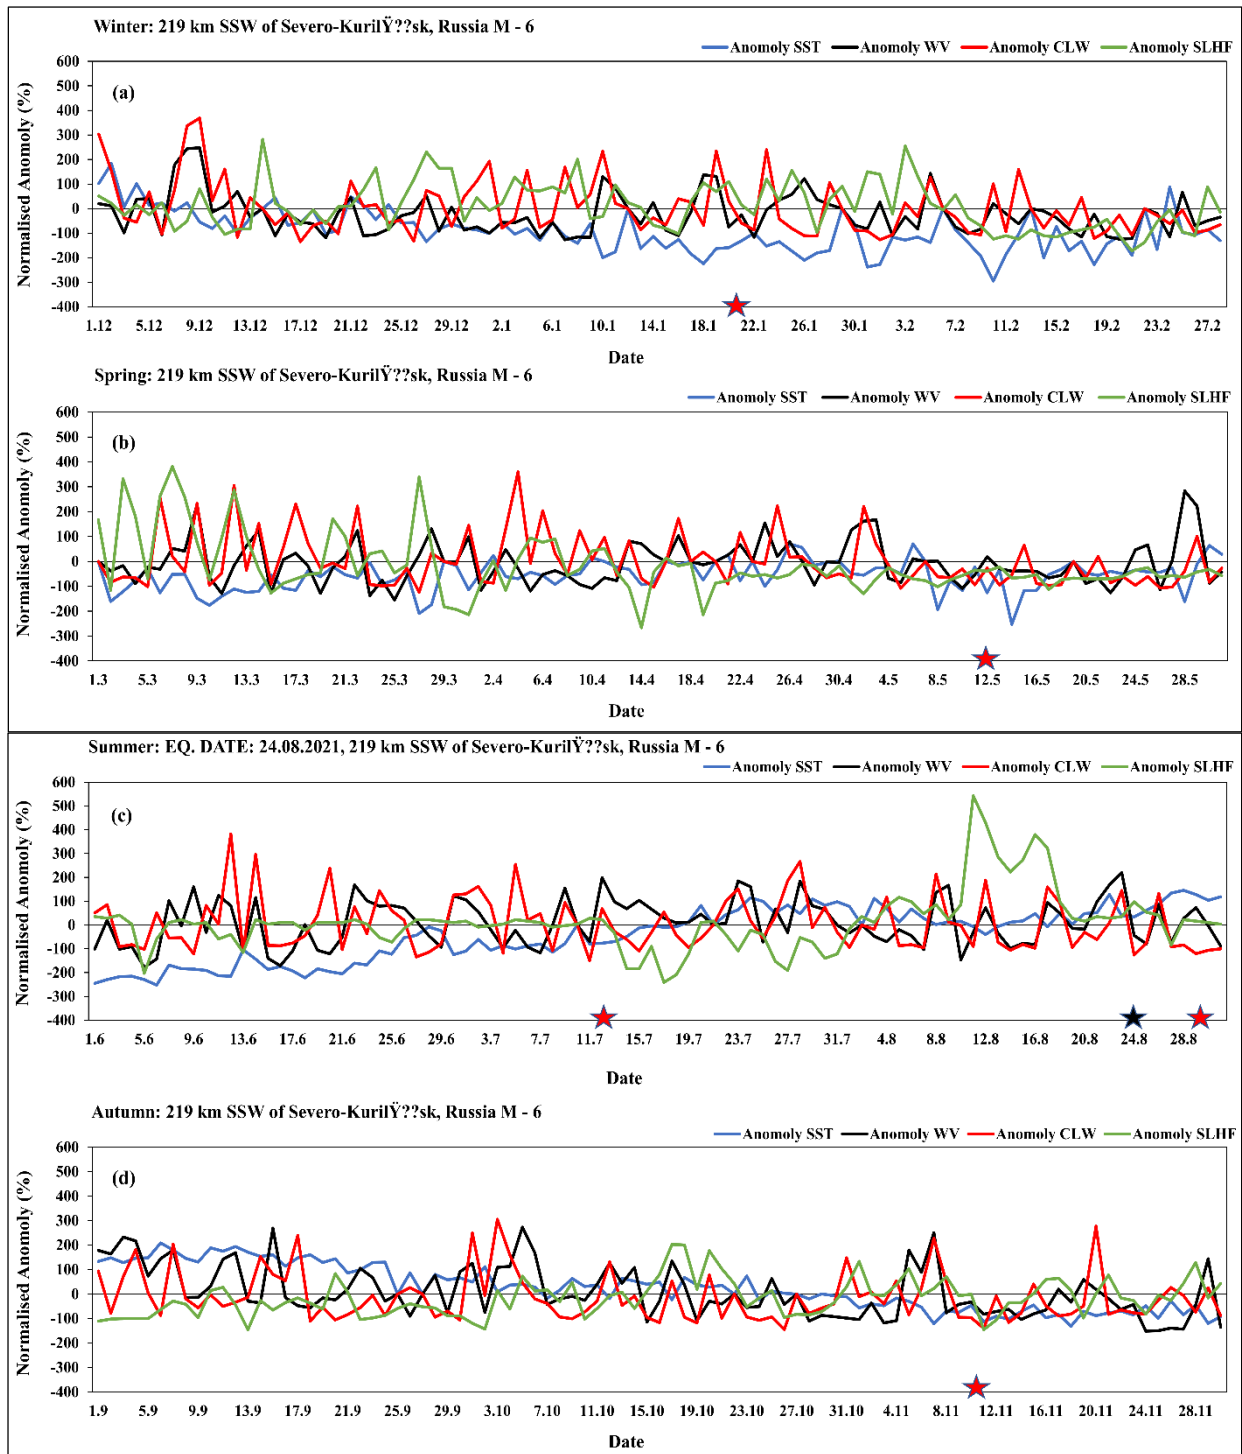 Winter: 219 km SSW of Severo-KurilŸ??sk, Russia M - 6
Anomoly SST Anomoly WV Anomoly CLW Anomoly SLHF
(a)
Normalised Anomoly (%)
600
500
400
300
200
100
0
-100
-200
-300
-400
1.12 5.12 9.12 13.12 17.12 21.12 25.12 29.12 2.1 6.1 10.1 14.1 18.1 22.1 26.1 30.1 3.2 7.2 11.2 15.2 19.2 23.2 27.2
Date
Spring: 219 km SSW of Severo-KurilŸ??sk, Russia M - 6
Anomoly SST Anomoly WV Anomoly CLW Anomoly SLHF
(b)
Normalised Anomoly (%)
600
500
400
300
200
100
0
-100
-200
-300
-400
1.3 5.3 9.3 13.3 17.3 21.3 25.3 29.3 2.4 6.4 10.4 14.4 18.4 22.4 26.4 30.4 4.5 8.5 12.5 16.5 20.5 24.5 28.5
Date
Summer: EQ. DATE: 24.08.2021, 219 km SSW of Severo-KurilŸ??sk, Russia M - 6
Anomoly SST Anomoly WV Anomoly CLW Anomoly SLHF
(c)
Normalised Anomoly (%)
600
500
400
300
200
100
0
-100
-200
-300
-400
1.6 5.6 9.6 13.6 17.6 21.6 25.6 29.6 3.7 7.7 11.7 15.7 19.7 23.7 27.7 31.7 4.8 8.8 12.8 16.8 20.8 24.8 28.8
Date
Autumn: 219 km SSW of Severo-KurilŸ??sk, Russia M - 6
Anomoly SST Anomoly WV Anomoly CLW Anomoly SLHF
(d)
Normalised Anomoly (%)
600
500
400
300
200
100
0
-100
-200
-300
-400
1.9 5.9 9.9 13.9 17.9 21.9 25.9 29.9 3.10 7.10 11.10 15.10 19.10 23.10 27.10 31.10 4.11 8.11 12.11 16.11 20.11 24.11 28.11
Date